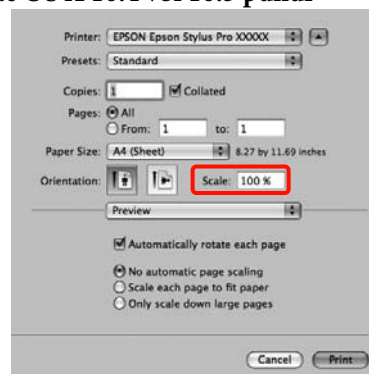 Printer: EPSON Epson Stylus Pro XXXXX
Presets: Standard
Copies: 1 Collated
Pages: All
From: 1 to: 1
Paper Size: A4 (Sheet) 8.27 by 11.69 inches
Orientation: Scale: 100 %
Preview
Automatically rotate each page
No automatic page scaling
Scale each page to fit paper
Only scale down large pages
Cancel Print